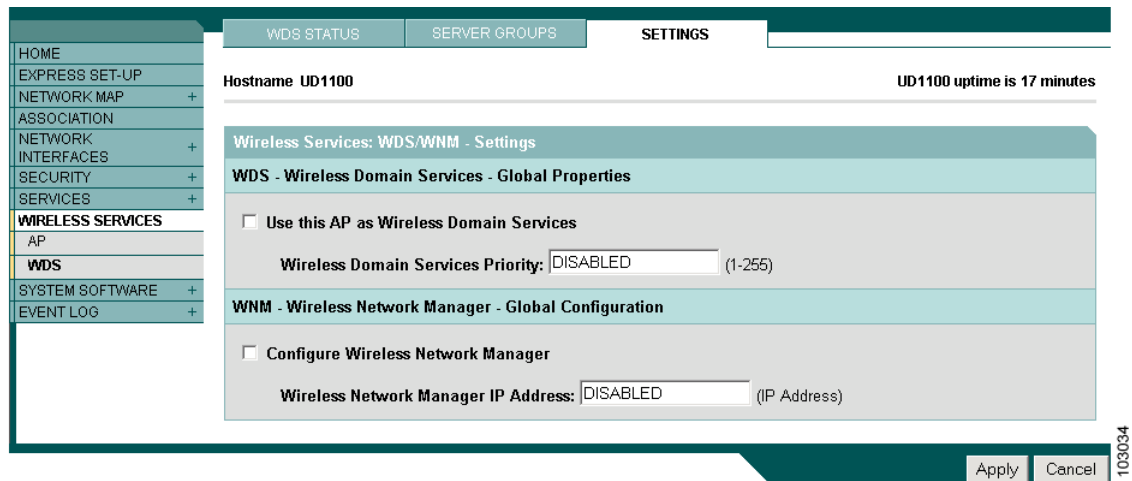 WDS STATUS
SERVER GROUPS
SETTINGS
HOME
EXPRESS SET-UP
NETWORK MAP +
ASSOCIATION
NETWORK
INTERFACES +
SECURITY +
SERVICES +
WIRELESS SERVICES
AP
WDS
SYSTEM SOFTWARE +
EVENT LOG +
Hostname UD1100
UD1100 uptime is 17 minutes
Wireless Services: WDS/WNM - Settings
WDS - Wireless Domain Services - Global Properties
Use this AP as Wireless Domain Services
Wireless Domain Services Priority: DISABLED (1-255)
WNM - Wireless Network Manager - Global Configuration
Configure Wireless Network Manager
Wireless Network Manager IP Address: DISABLED (IP Address)
Apply
Cancel
103034